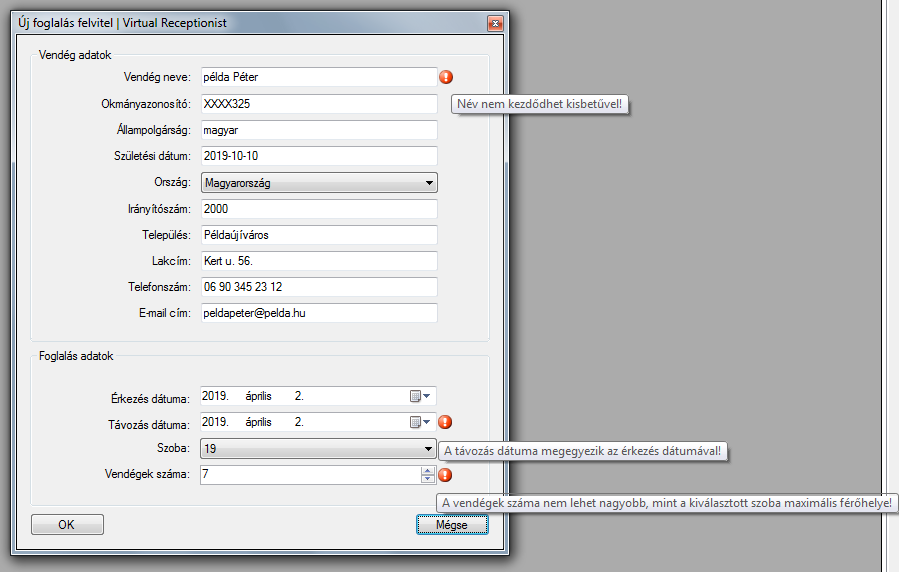 Új foglalás felvitel | Virtual Receptionist
Vendég adatok
Vendég neve: példa Péter
Név nem kezdődhet kisbetűvel!
Okmányazonosító: XXXX325
Állampolgárság: magyar
Születési dátum: 2019-10-10
Ország: Magyarország
Irányítószám: 2000
Település: Példaújíváros
Lakcím: Kert u. 56.
Telefonszám: 06 90 345 23 12
E-mail cím: peldapeter@pelda.hu
Foglalás adatok
Érkezés dátuma: 2019. április 2.
Távozás dátuma: 2019. április 2.
A távozás dátuma megegyezik az érkezés dátumával!
Szoba: 19
Vendégek száma: 7
A vendégek száma nem lehet nagyobb, mint a kiválasztott szoba maximális férőhelye!
OK Mégse